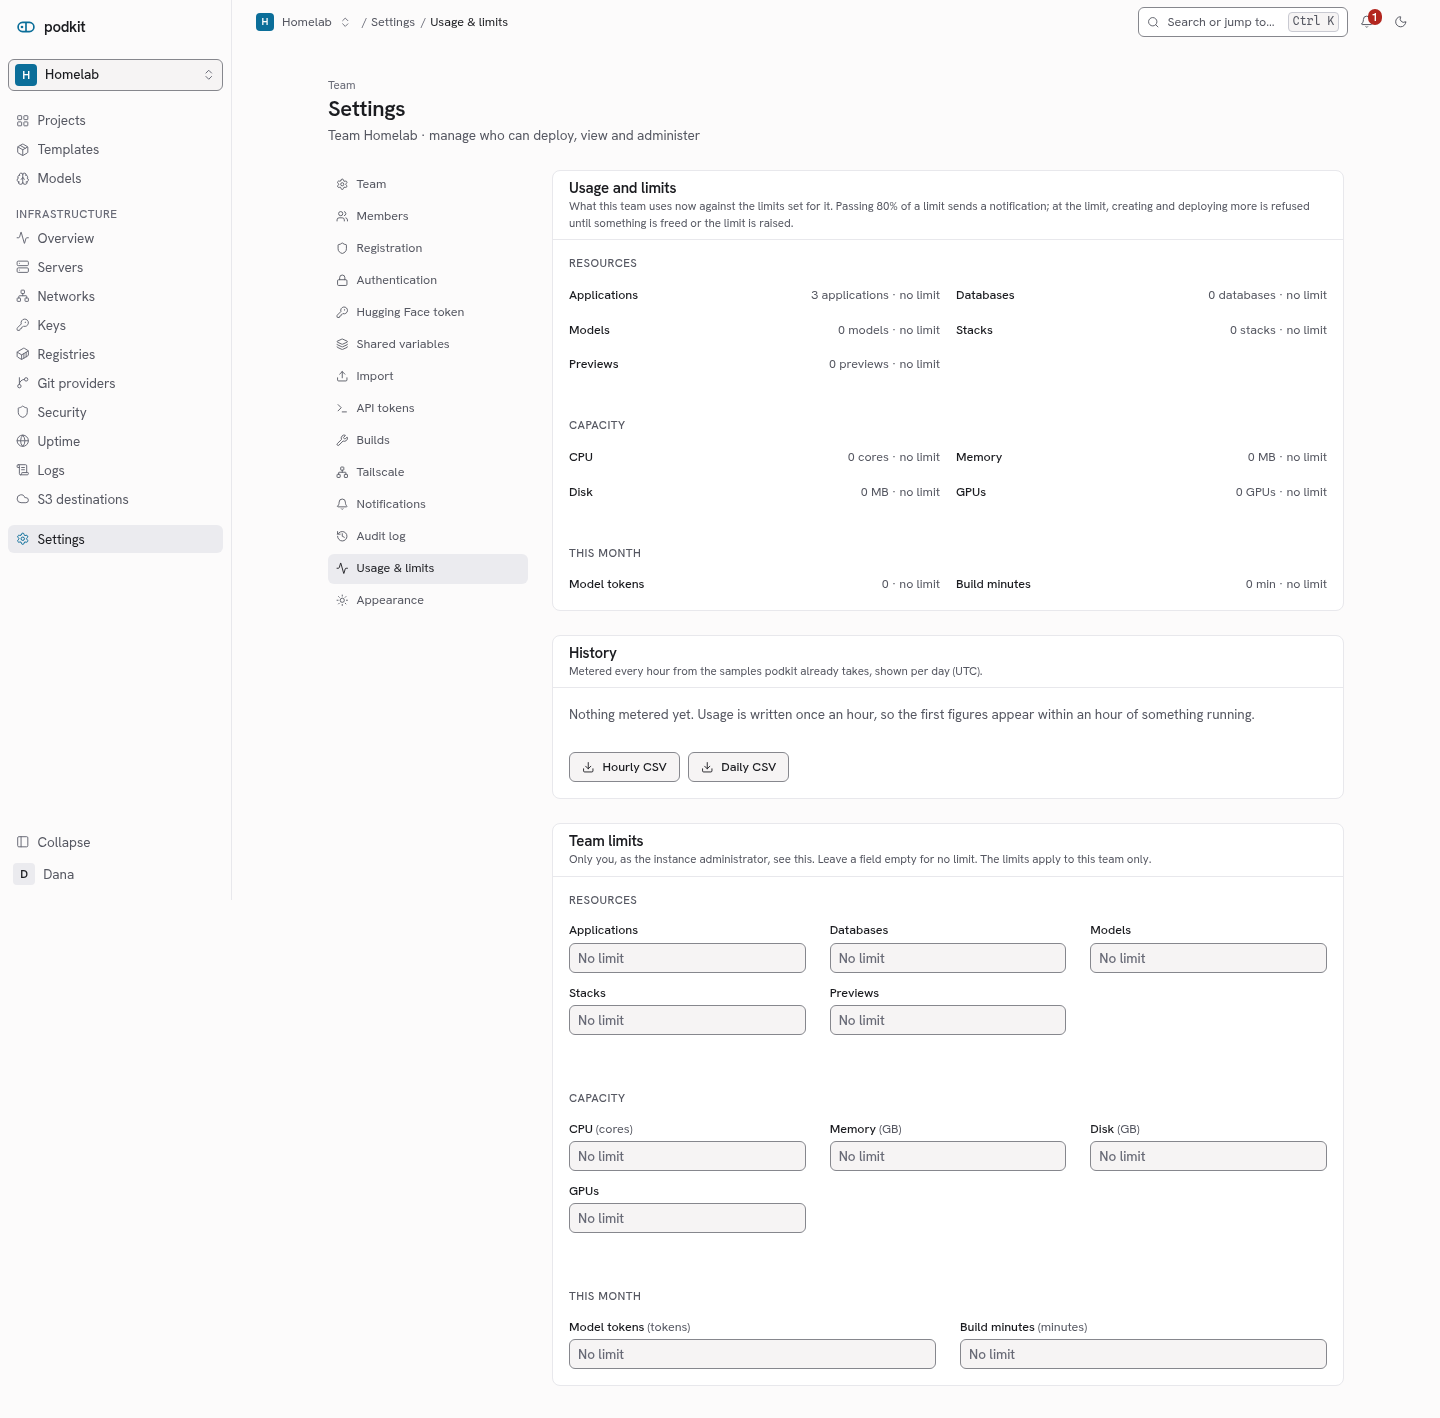 podkit
H Homelab
Projects
Templates
Models
INFRASTRUCTURE
Overview
Servers
Networks
Keys
Registries
Git providers
Security
Uptime
Logs
S3 destinations
Settings
Collapse
D Dana
H Homelab / Settings / Usage & limits
Search or jump to... Ctrl K
1
Team
Settings
Team Homelab · manage who can deploy, view and administer
Team
Members
Registration
Authentication
Hugging Face token
Shared variables
Import
API tokens
Builds
Tailscale
Notifications
Audit log
Usage & limits
Appearance
Usage and limits
What this team uses now against the limits set for it. Passing 80% of a limit sends a notification; at the limit, creating and deploying more is refused
until something is freed or the limit is raised.
RESOURCES
Applications 3 applications · no limit Databases 0 databases · no limit
Models 0 models · no limit Stacks 0 stacks · no limit
Previews 0 previews · no limit
CAPACITY
CPU 0 cores · no limit Memory 0 MB · no limit
Disk 0 MB · no limit GPUs 0 GPUs · no limit
THIS MONTH
Model tokens 0 · no limit Build minutes 0 min · no limit
History
Metered every hour from the samples podkit already takes, shown per day (UTC).
Nothing metered yet. Usage is written once an hour, so the first figures appear within an hour of something running.
Hourly CSV Daily CSV
Team limits
Only you, as the instance administrator, see this. Leave a field empty for no limit. The limits apply to this team only.
RESOURCES
Applications Databases Models
No limit No limit No limit
Stacks Previews
No limit No limit
CAPACITY
CPU (cores) Memory (GB) Disk (GB)
No limit No limit No limit
GPUs
No limit
THIS MONTH
Model tokens (tokens) Build minutes (minutes)
No limit No limit